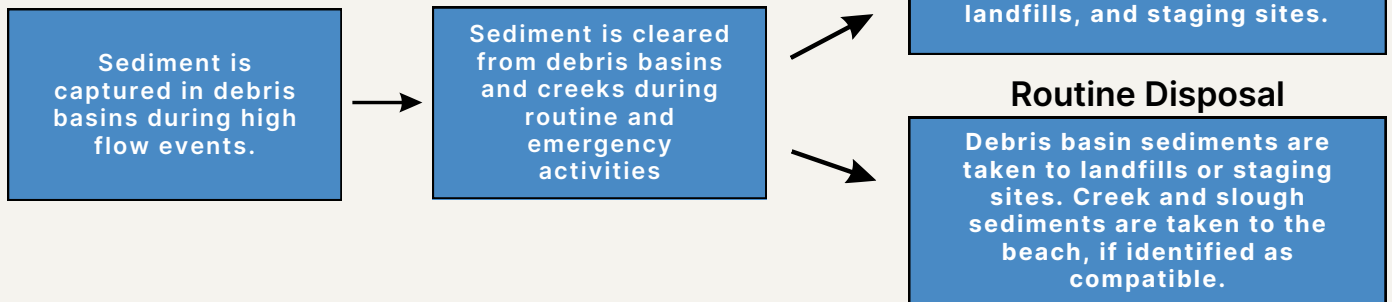 Sediment is
captured in debris
basins during high
flow events.
Sediment is cleared
from debris basins
and creeks during
routine and
emergency
activities
landfills, and staging sites.
Routine Disposal
Debris basin sediments are
taken to landfills or staging
sites. Creek and slough
sediments are taken to the
beach, if identified as
compatible.